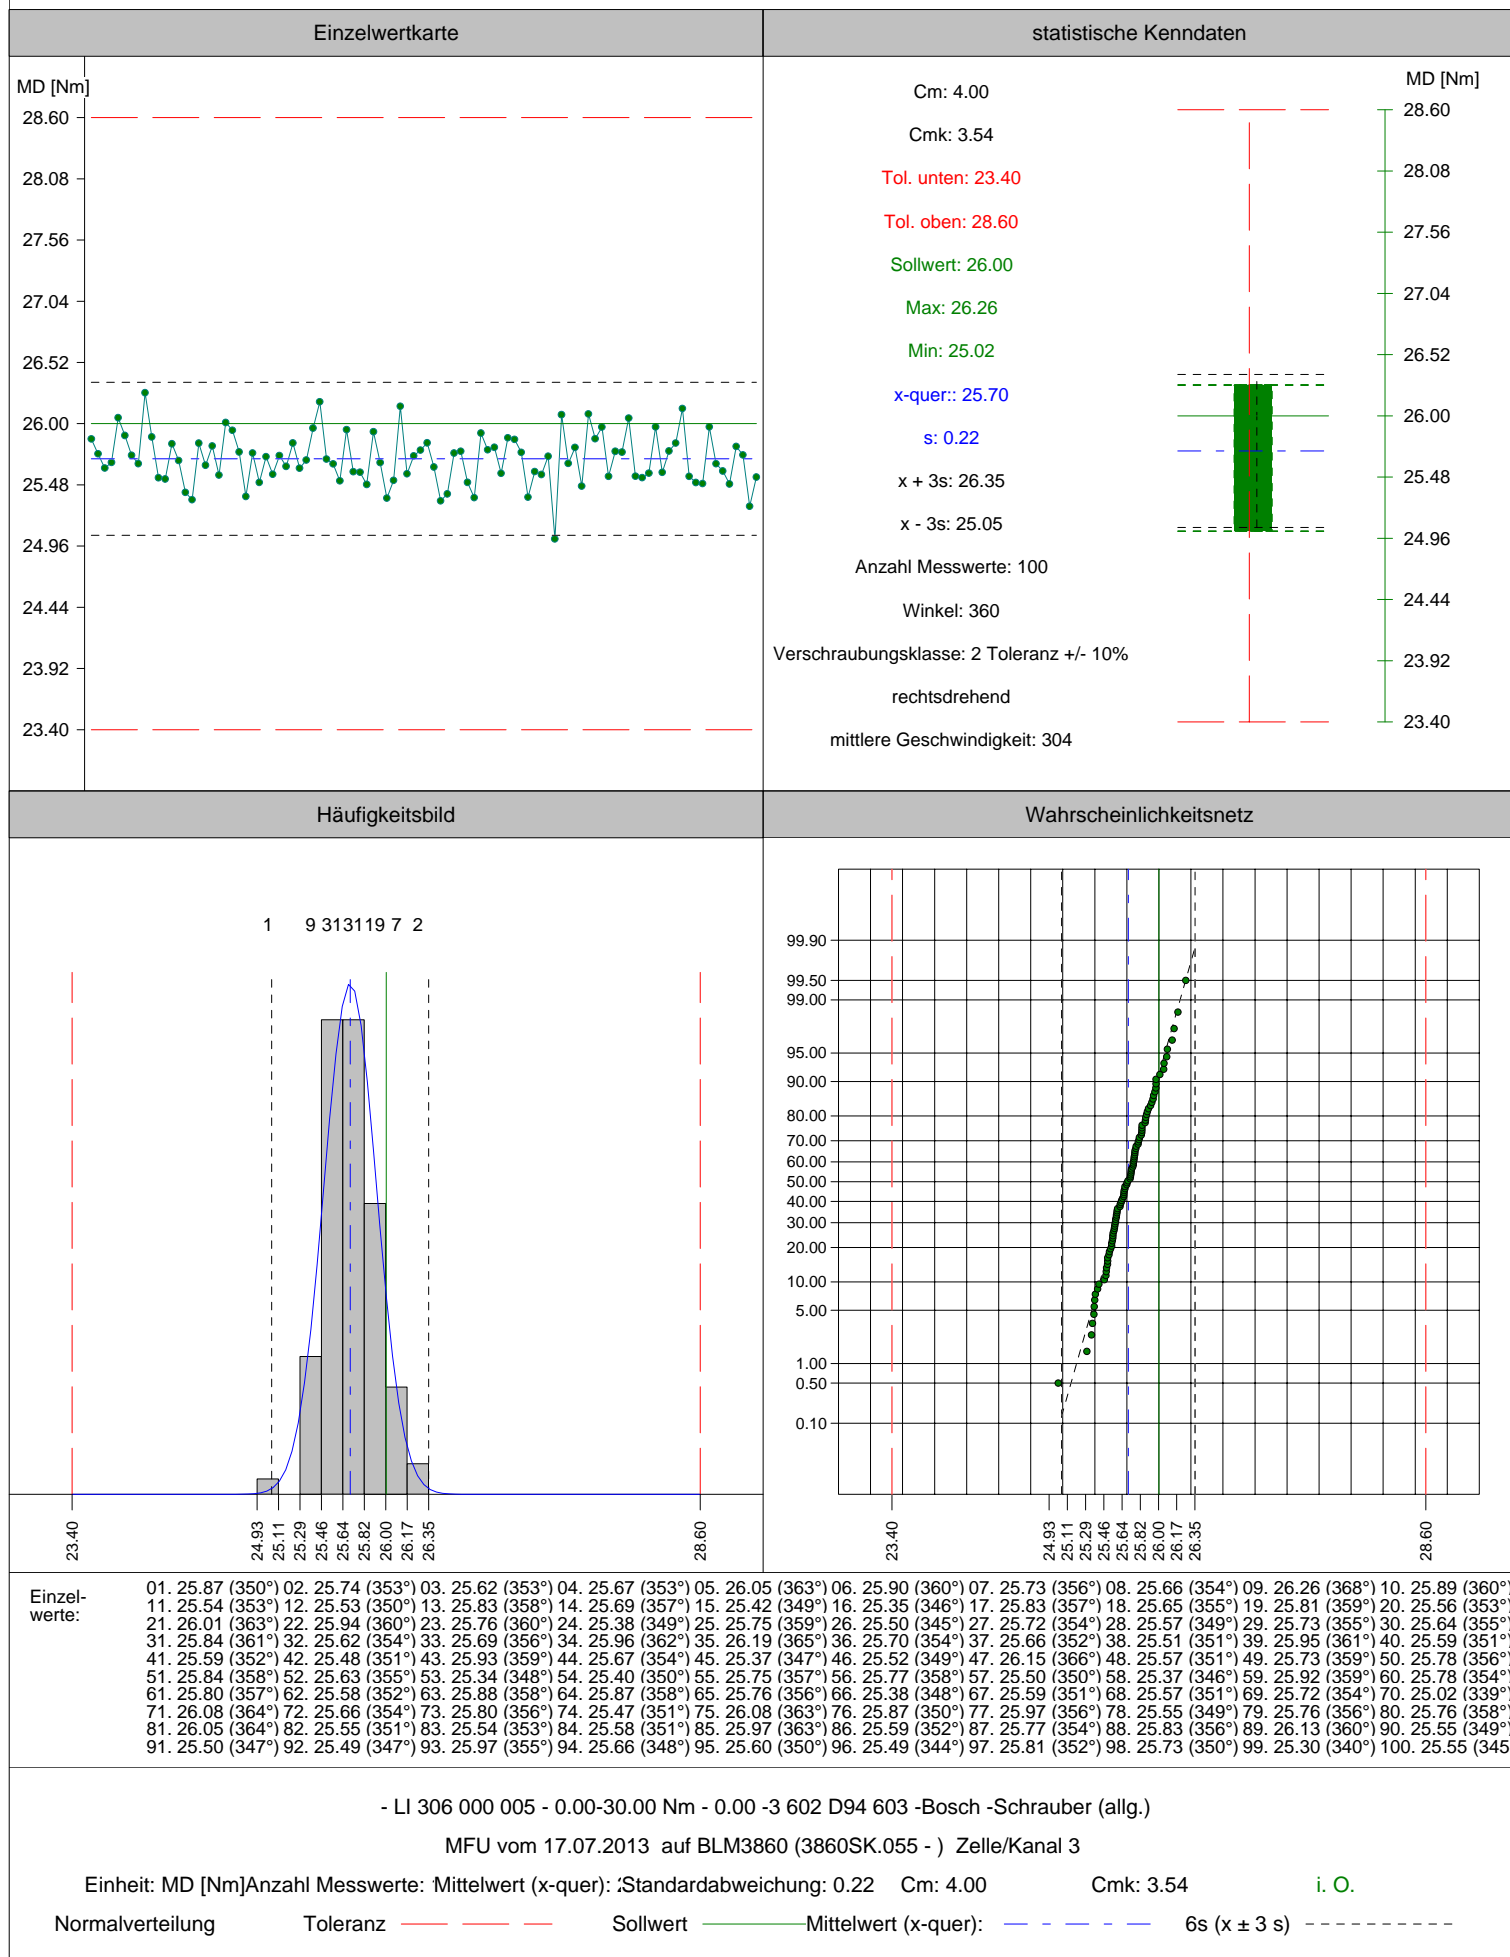 Einzelwertkarte
statistische Kenndaten
MD [Nm]
28.60
28.08
27.56
27.04
26.52
26.00
25.48
24.96
24.44
23.92
23.40
Cm: 4.00
Cmk: 3.54
Tol. unten: 23.40
Tol. oben: 28.60
Sollwert: 26.00
Max: 26.26
Min: 25.02
x-quer:: 25.70
s: 0.22
x + 3s: 26.35
x - 3s: 25.05
Anzahl Messwerte: 100
Winkel: 360
Verschraubungsklasse: 2 Toleranz +/- 10%
rechtsdrehend
mittlere Geschwindigkeit: 304
MD [Nm]
28.60
28.08
27.56
27.04
26.52
26.00
25.48
24.96
24.44
23.92
23.40
Häufigkeitsbild
Wahrscheinlichkeitsnetz
1 9 31 31 19 7 2
23.40 24.93 25.11 25.29 25.46 25.64 25.82 26.00 26.17 26.35 28.60
99.90
99.50
99.00
95.00
90.00
80.00
70.00
60.00
50.00
40.00
30.00
20.00
10.00
5.00
1.00
0.50
0.10
23.40 24.93 25.11 25.29 25.46 25.64 25.82 26.00 26.17 26.35 28.60
Einzel-
werte:
01. 25.87 (350°) 02. 25.74 (353°) 03. 25.62 (353°) 04. 25.67 (353°) 05. 26.05 (363°) 06. 25.90 (360°) 07. 25.73 (356°) 08. 25.66 (354°) 09. 26.26 (368°) 10. 25.89 (360°)
11. 25.54 (353°) 12. 25.53 (350°) 13. 25.83 (358°) 14. 25.69 (357°) 15. 25.42 (349°) 16. 25.35 (346°) 17. 25.83 (357°) 18. 25.65 (355°) 19. 25.81 (359°) 20. 25.56 (353°)
21. 26.01 (363°) 22. 25.94 (360°) 23. 25.76 (360°) 24. 25.38 (349°) 25. 25.75 (359°) 26. 25.50 (345°) 27. 25.72 (354°) 28. 25.57 (349°) 29. 25.73 (355°) 30. 25.64 (355°)
31. 25.84 (361°) 32. 25.62 (354°) 33. 25.69 (356°) 34. 25.96 (362°) 35. 26.19 (365°) 36. 25.70 (354°) 37. 25.66 (352°) 38. 25.51 (351°) 39. 25.95 (361°) 40. 25.59 (351°)
41. 25.59 (352°) 42. 25.48 (351°) 43. 25.93 (359°) 44. 25.67 (354°) 45. 25.37 (347°) 46. 25.52 (349°) 47. 26.15 (366°) 48. 25.57 (351°) 49. 25.73 (359°) 50. 25.78 (356°)
51. 25.84 (358°) 52. 25.63 (355°) 53. 25.34 (348°) 54. 25.40 (350°) 55. 25.75 (357°) 56. 25.77 (358°) 57. 25.50 (350°) 58. 25.37 (346°) 59. 25.92 (359°) 60. 25.78 (354°)
61. 25.80 (357°) 62. 25.58 (352°) 63. 25.88 (358°) 64. 25.87 (358°) 65. 25.76 (356°) 66. 25.38 (348°) 67. 25.59 (351°) 68. 25.57 (351°) 69. 25.72 (354°) 70. 25.02 (339°)
71. 26.08 (364°) 72. 25.66 (354°) 73. 25.80 (356°) 74. 25.47 (351°) 75. 26.08 (363°) 76. 25.87 (350°) 77. 25.97 (356°) 78. 25.55 (349°) 79. 25.76 (356°) 80. 25.76 (358°)
81. 26.05 (364°) 82. 25.55 (351°) 83. 25.54 (353°) 84. 25.58 (351°) 85. 25.97 (363°) 86. 25.59 (352°) 87. 25.77 (354°) 88. 25.83 (356°) 89. 26.13 (360°) 90. 25.55 (349°)
91. 25.50 (347°) 92. 25.49 (347°) 93. 25.97 (355°) 94. 25.66 (348°) 95. 25.60 (350°) 96. 25.49 (344°) 97. 25.81 (352°) 98. 25.73 (350°) 99. 25.30 (340°) 100. 25.55 (345°
- LI 306 000 005 - 0.00-30.00 Nm - 0.00 -3 602 D94 603 -Bosch -Schrauber (allg.)
MFU vom 17.07.2013 auf BLM3860 (3860SK.055 - ) Zelle/Kanal 3
Einheit: MD [Nm] Anzahl Messwerte: Mittelwert (x-quer): Standardabweichung: 0.22 Cm: 4.00 Cmk: 3.54 i. O.
Normalverteilung Toleranz Sollwert Mittelwert (x-quer): 6s (x ± 3 s)